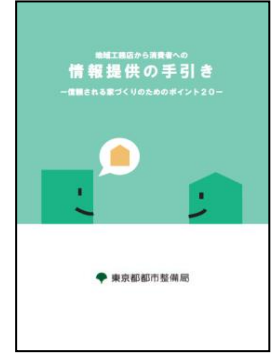 地域工務店から消費者への
情報提供の手引き
－信頼される家づくりのためのポイント２０－
東京都都市整備局